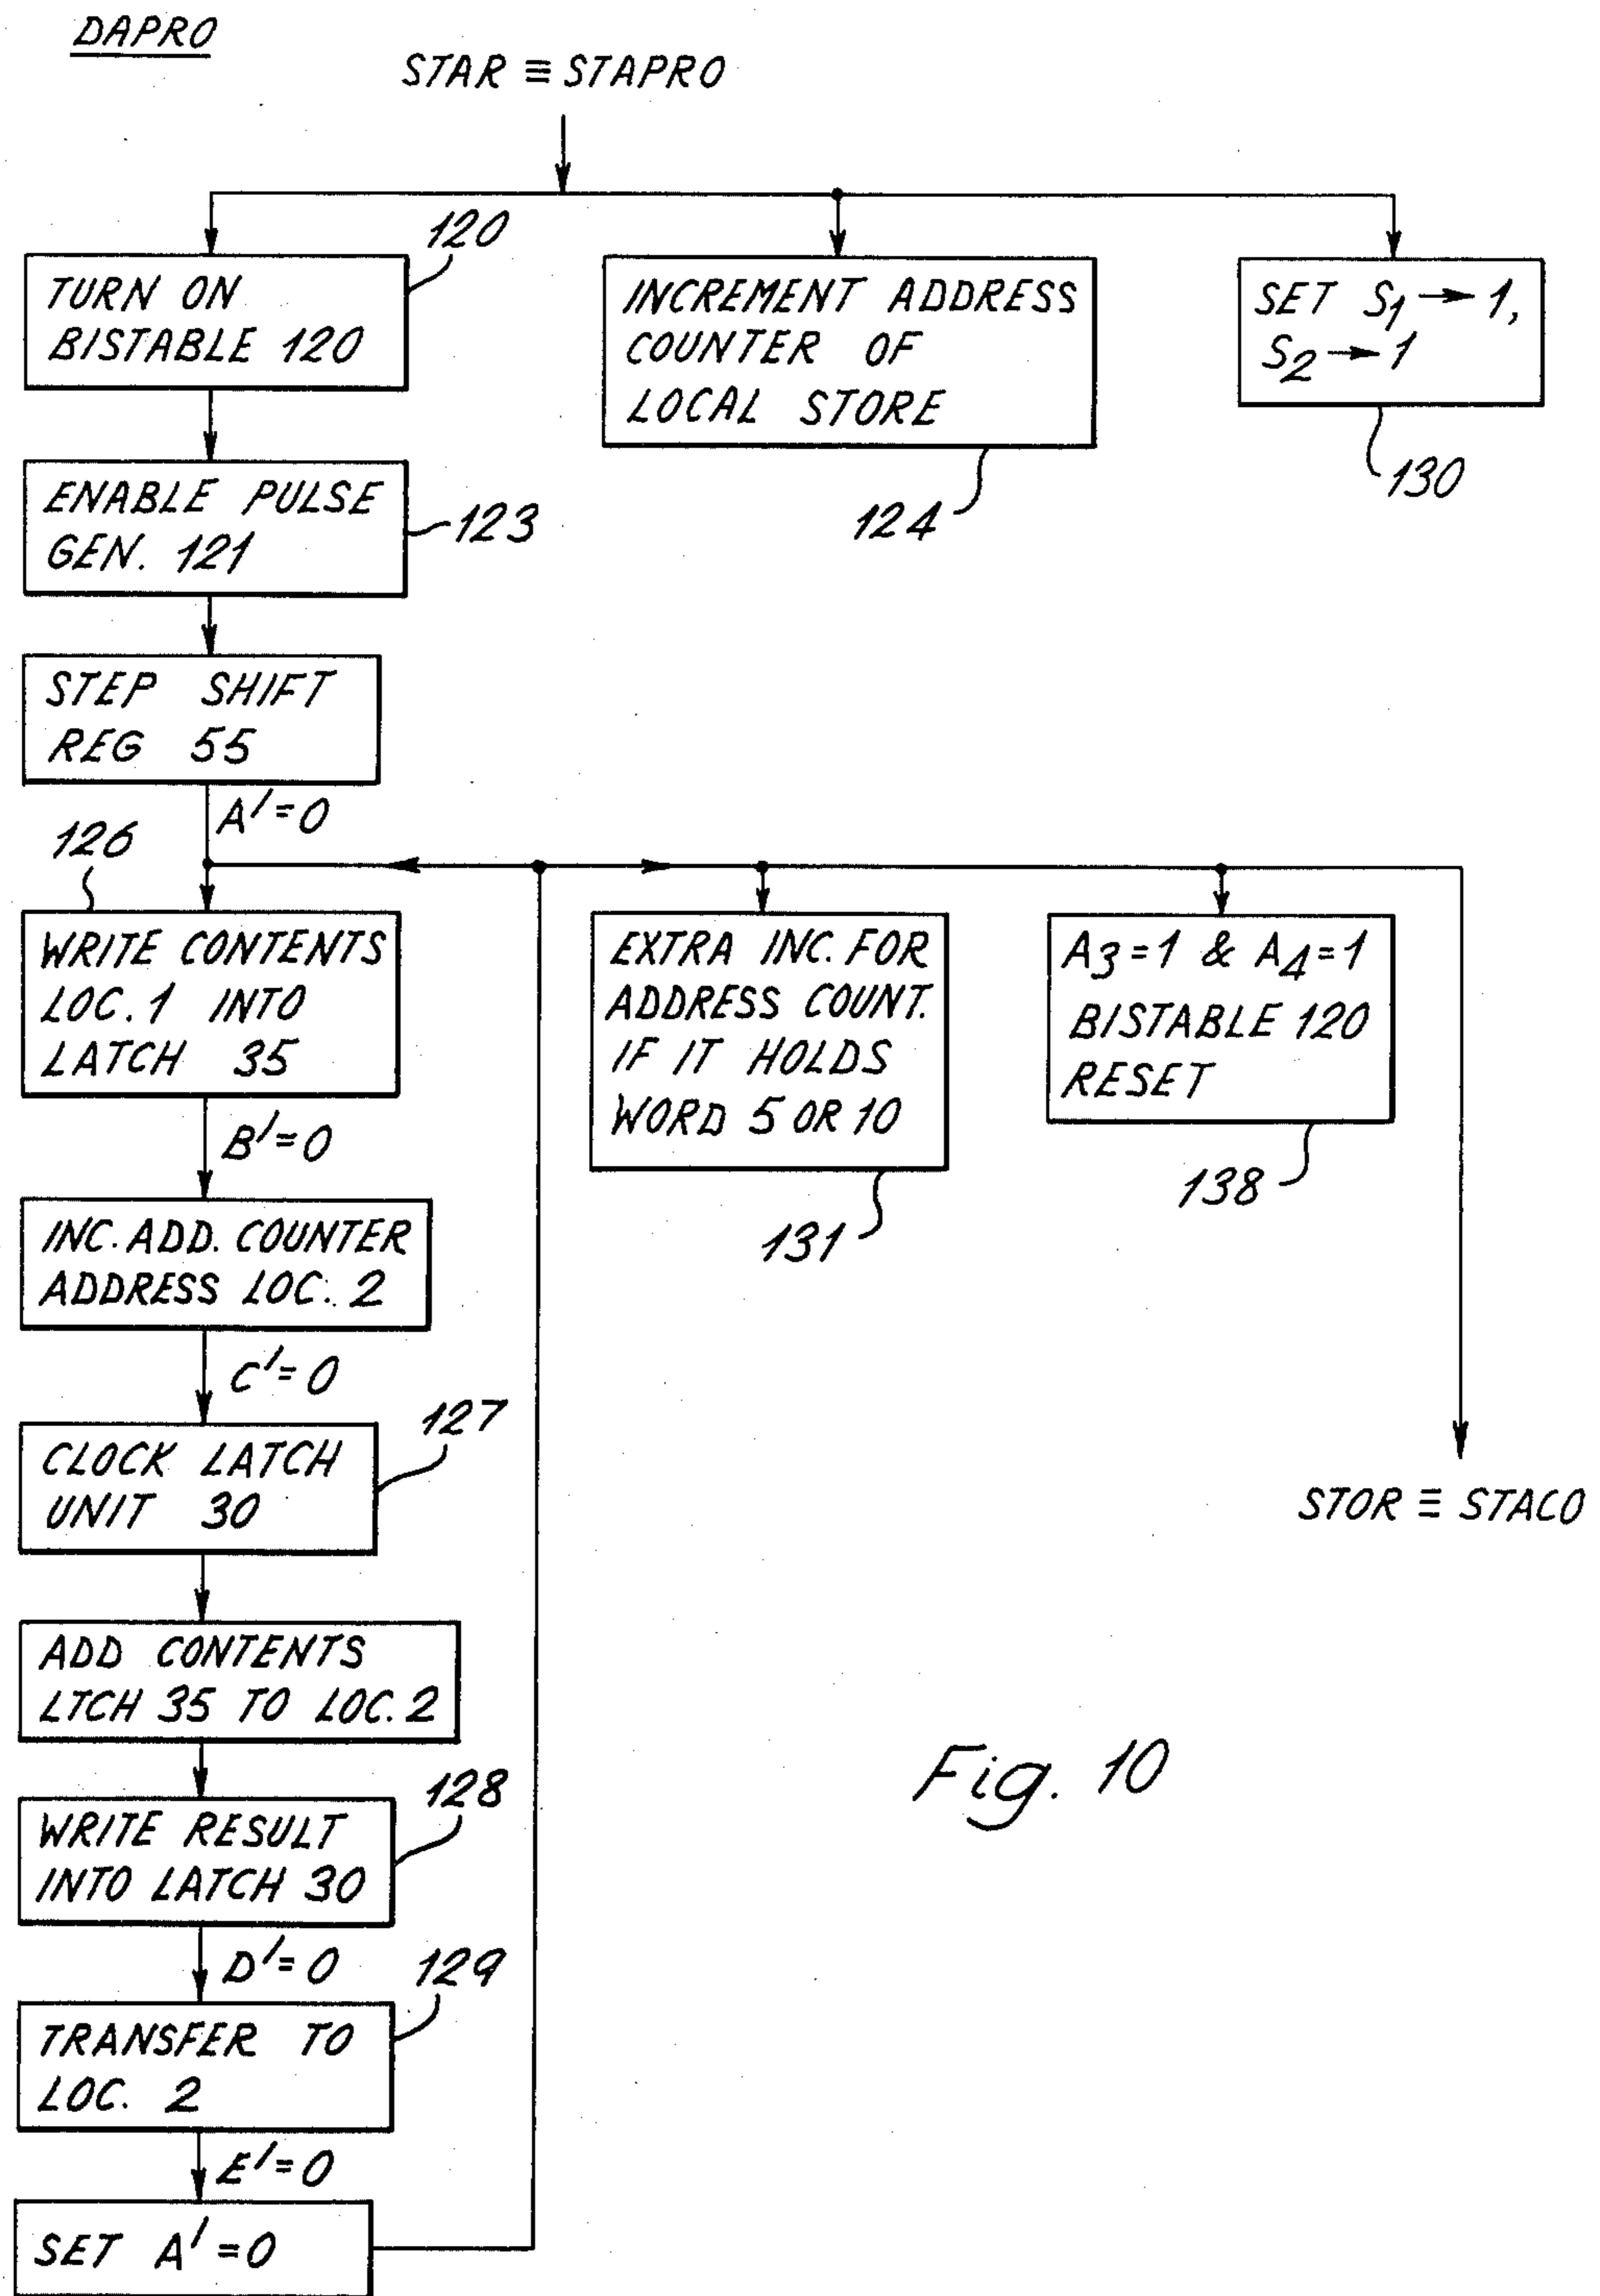 DAPRO
STAR ≡ STAPRO
120
TURN ON
BISTABLE 120
INCREMENT ADDRESS
COUNTER OF
LOCAL STORE
124
SET S1 → 1,
S2 → 1
130
ENABLE PULSE
GEN. 121
123
STEP SHIFT
REG 55
A' = 0
126
WRITE CONTENTS
LOC. 1 INTO
LATCH 35
EXTRA INC. FOR
ADDRESS COUNT.
IF IT HOLDS
WORD 5 OR 10
131
A3 = 1 & A4 = 1
BISTABLE 120
RESET
138
B' = 0
INC. ADD. COUNTER
ADDRESS LOC. 2
C' = 0
127
CLOCK LATCH
UNIT 30
STOR ≡ STACO
ADD CONTENTS
LTCH 35 TO LOC. 2
128
WRITE RESULT
INTO LATCH 30
D' = 0
129
TRANSFER TO
LOC. 2
E' = 0
SET A' = 0
Fig. 10